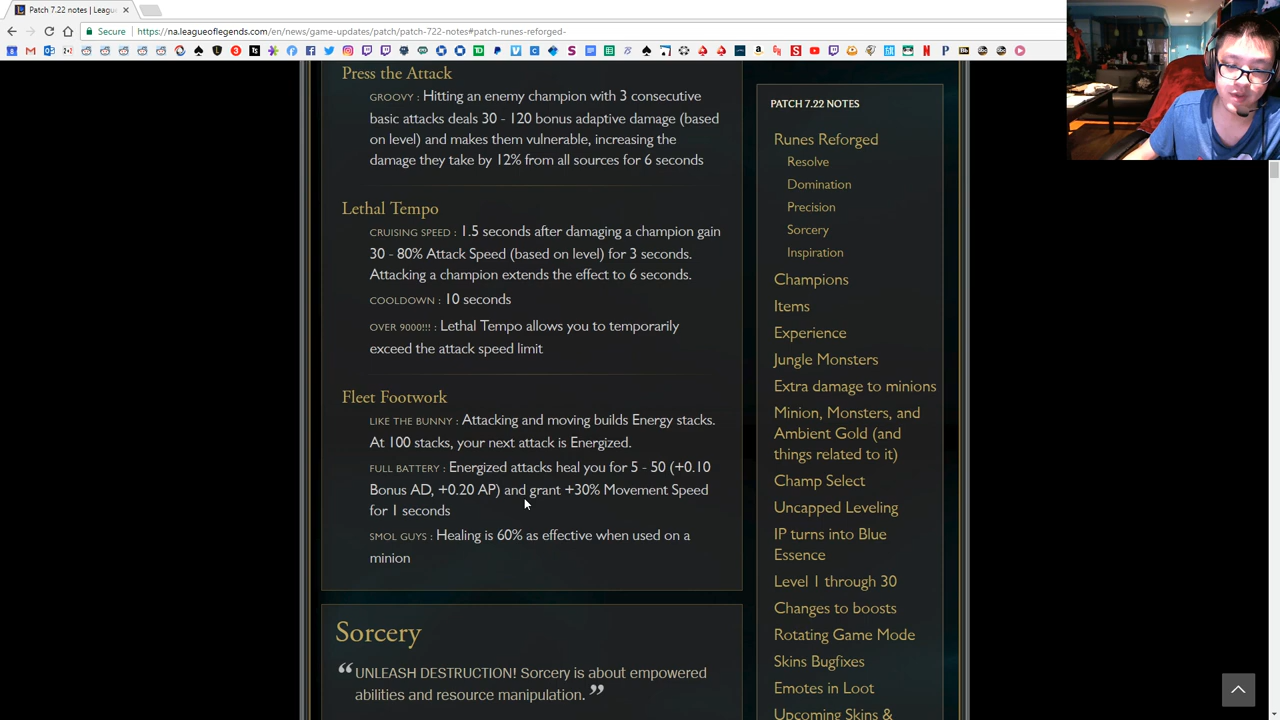 Patch 7.22 notes | Leagu
Secure | https://na.leagueoflegends.com/en/news/game-updates/patch/patch-722-notes#patch-runes-reforged-
Press the Attack
GROOVY : Hitting an enemy champion with 3 consecutive
basic attacks deals 30 - 120 bonus adaptive damage (based
on level) and makes them vulnerable, increasing the
damage they take by 12% from all sources for 6 seconds
Lethal Tempo
CRUISING SPEED : 1.5 seconds after damaging a champion gain
30 - 80% Attack Speed (based on level) for 3 seconds.
Attacking a champion extends the effect to 6 seconds.
COOLDOWN : 10 seconds
OVER 9000!!! : Lethal Tempo allows you to temporarily
exceed the attack speed limit
Fleet Footwork
LIKE THE BUNNY : Attacking and moving builds Energy stacks.
At 100 stacks, your next attack is Energized.
FULL BATTERY : Energized attacks heal you for 5 - 50 (+0.10
Bonus AD, +0.20 AP) and grant +30% Movement Speed
for 1 seconds
SMOL GUYS : Healing is 60% as effective when used on a
minion
Sorcery
“ UNLEASH DESTRUCTION! Sorcery is about empowered
abilities and resource manipulation. ”
PATCH 7.22 NOTES
Runes Reforged
Resolve
Domination
Precision
Sorcery
Inspiration
Champions
Items
Experience
Jungle Monsters
Extra damage to minions
Minion, Monsters, and
Ambient Gold (and
things related to it)
Champ Select
Uncapped Leveling
IP turns into Blue
Essence
Level 1 through 30
Changes to boosts
Rotating Game Mode
Skins Bugfixes
Emotes in Loot
Upcoming Skins &